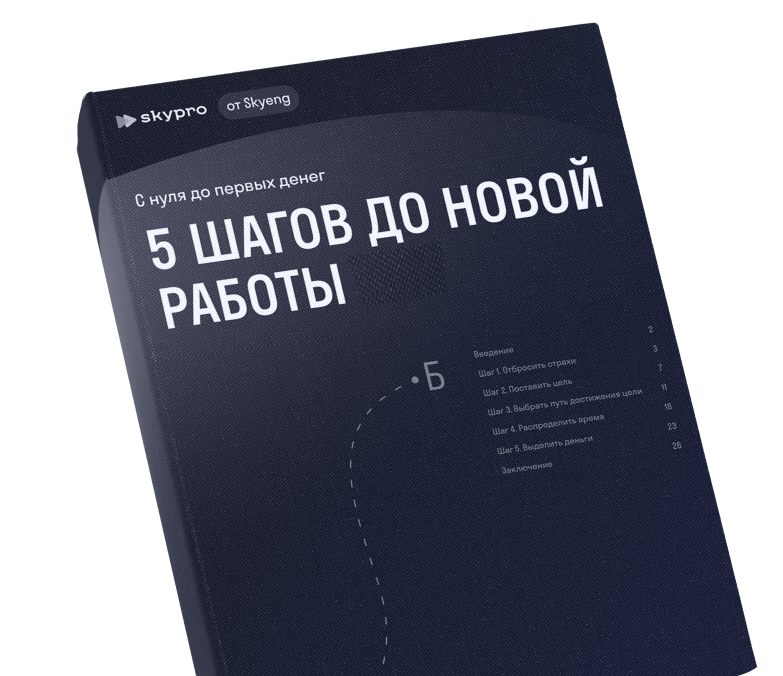 skypro от Skyeng
С нуля до первых денег
5 ШАГОВ ДО НОВОЙ
РАБОТЫ
Б
Введение 2
Шаг 1. Отбросить страхи 3
Шаг 2. Поставить цель 7
Шаг 3. Выбрать путь достижения цели 11
Шаг 4. Распределить время 18
Шаг 5. Выделить деньги 23
Заключение 26